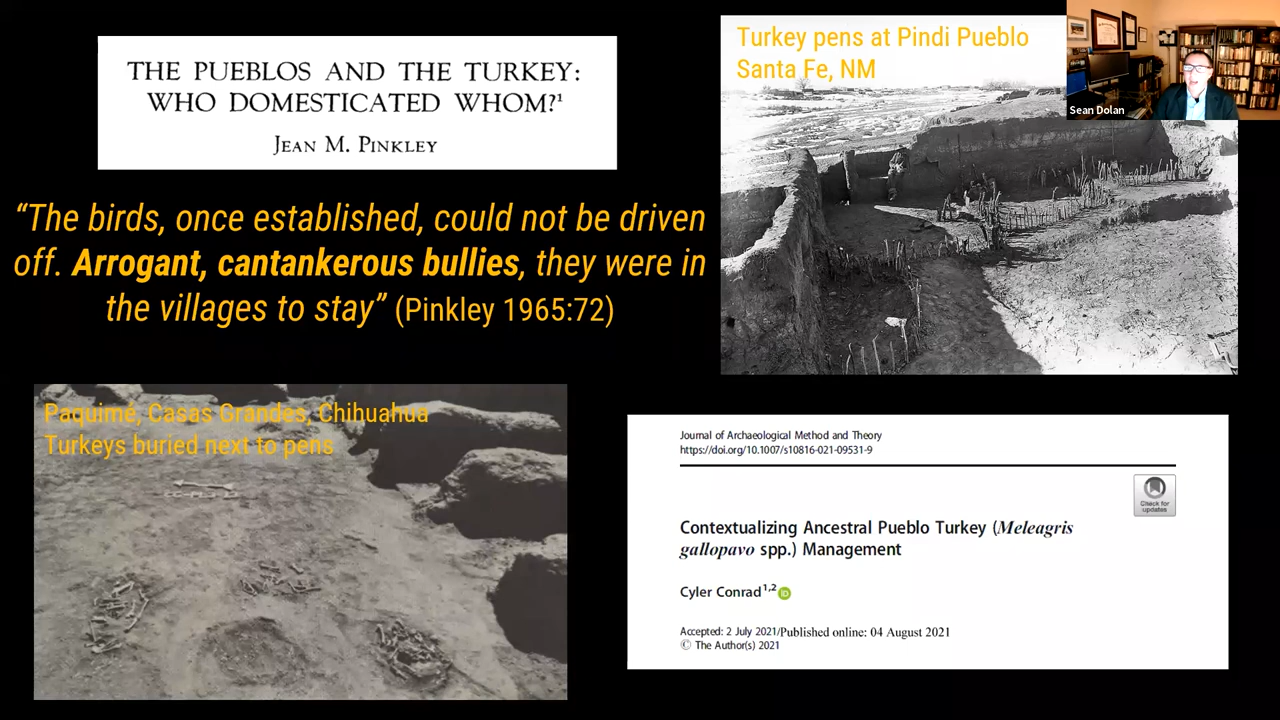 THE PUEBLOS AND THE TURKEY:
WHO DOMESTICATED WHOM?¹
JEAN M. PINKLEY
“The birds, once established, could not be driven
off. Arrogant, cantankerous bullies, they were in
the villages to stay” (Pinkley 1965:72)
Turkey pens at Pindi Pueblo
Santa Fe, NM
Sean Dolan
Paquimé, Casas Grandes, Chihuahua
Turkeys buried next to pens
Journal of Archaeological Method and Theory
https://doi.org/10.1007/s10816-021-09531-9
Check for
updates
Contextualizing Ancestral Pueblo Turkey (Meleagris
gallopavo spp.) Management
Cyler Conrad¹,² iD
Accepted: 2 July 2021/Published online: 04 August 2021
© The Author(s) 2021